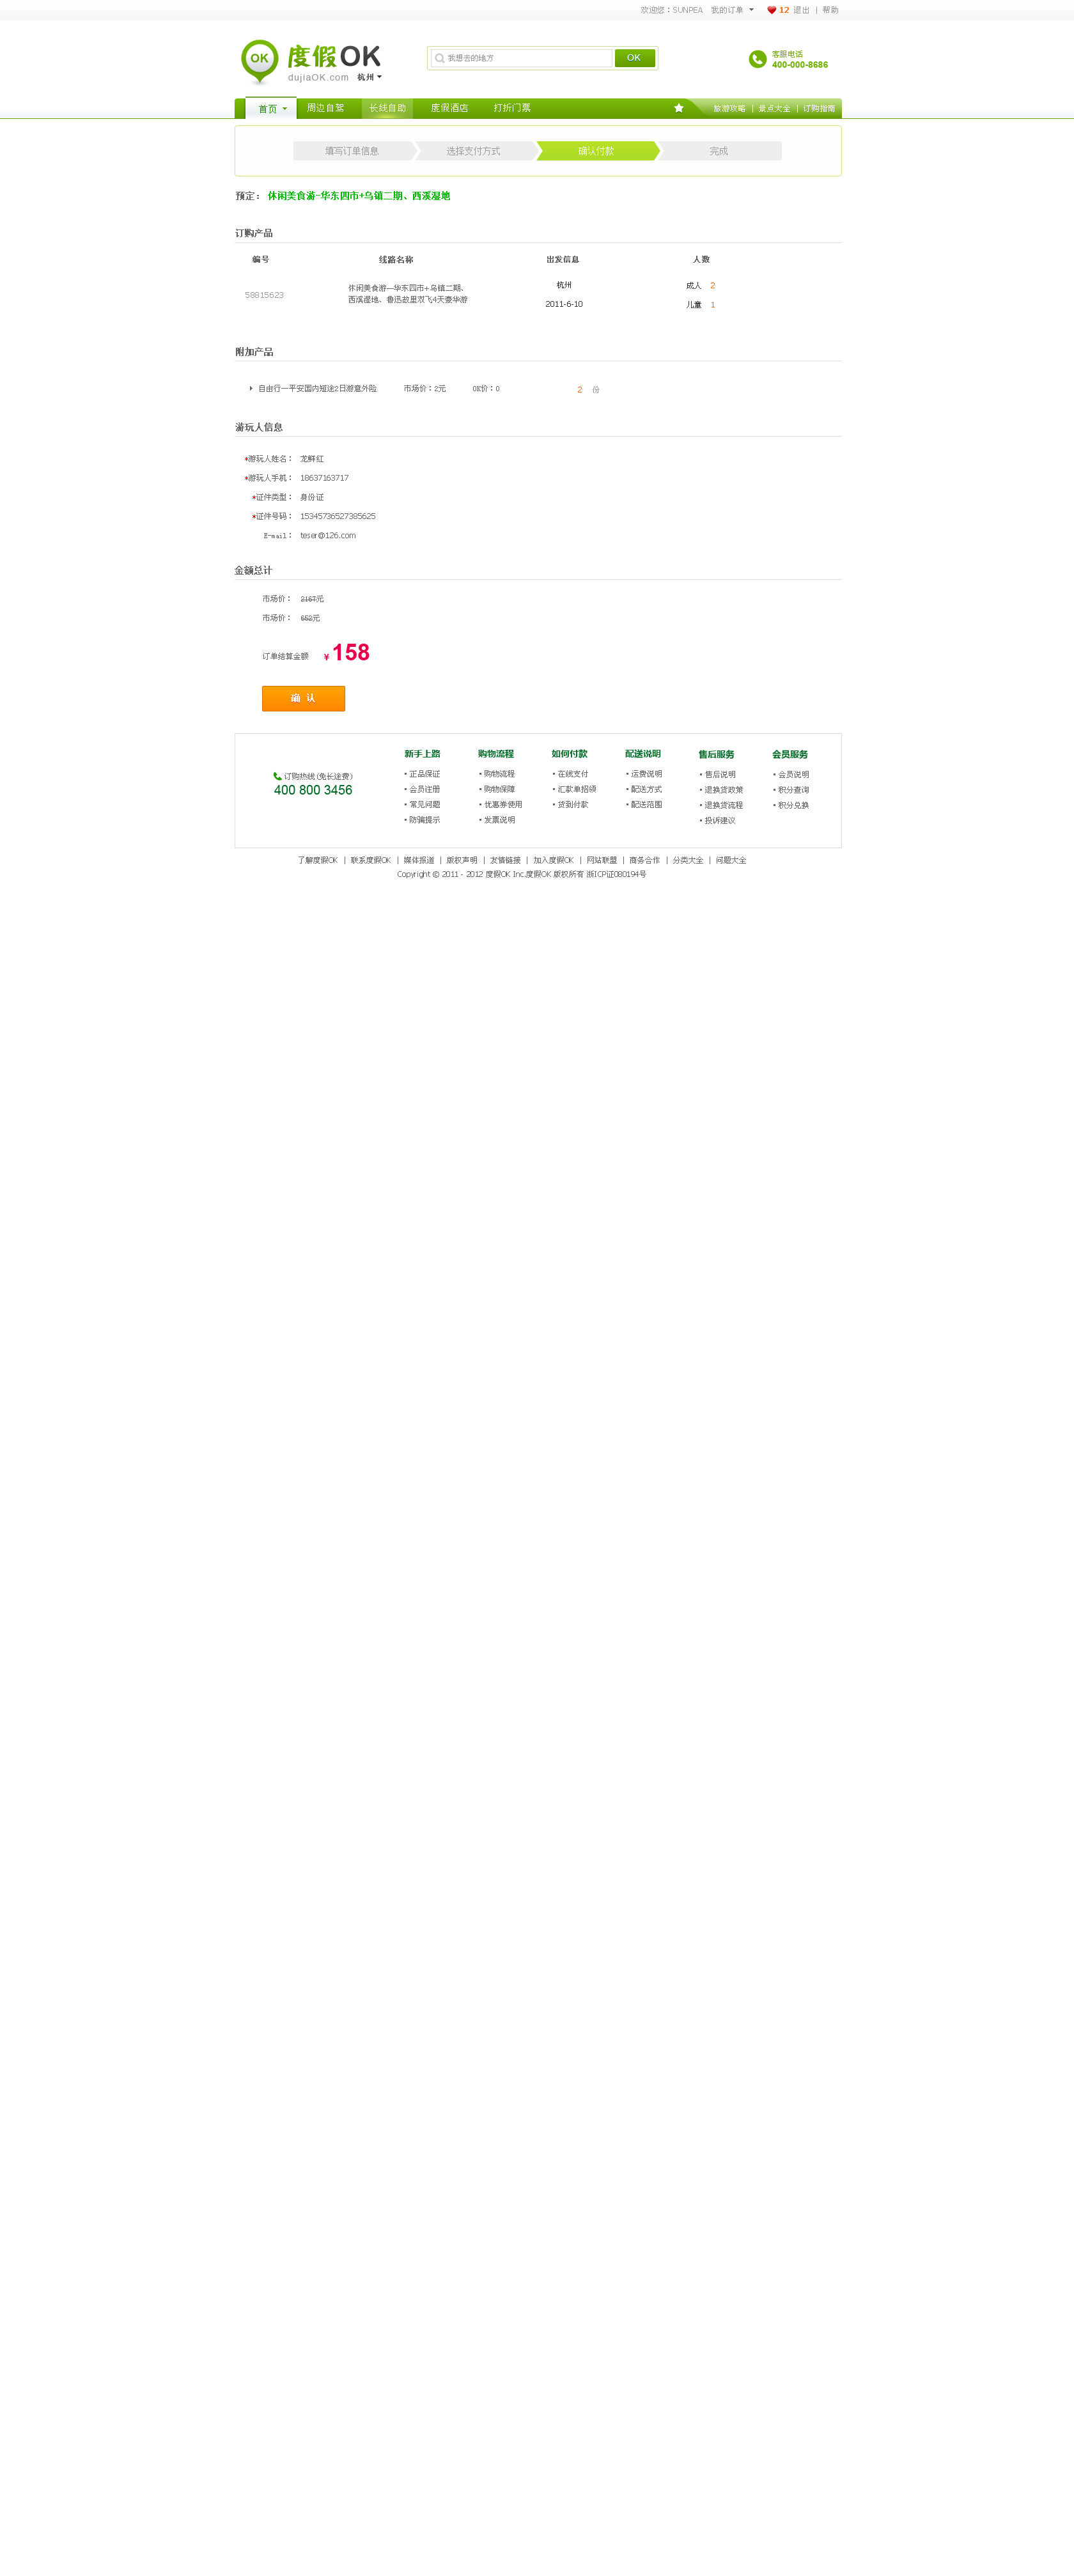 欢迎您：SUNPEA 我的订单 12 退出 | 帮助
OK 度假OK
dujiaOK.com 杭州
我想去的地方 OK
客服电话
400-000-8686
首页 周边自驾 长线自助 度假酒店 打折门票 旅游攻略 | 景点大全 | 订购指南
填写订单信息 选择支付方式 确认付款 完成
预定： 休闲美食游-华东四市+乌镇二期、西溪湿地
订购产品
编号 线路名称 出发信息 人数
58815623
休闲美食游—华东四市+乌镇二期、
西溪湿地、鲁迅故里双飞4天豪华游
杭州
2011-6-10
成人 2
儿童 1
附加产品
自由行—平安国内短途2日游意外险 市场价：2元 OK价：0 2 份
游玩人信息
*游玩人姓名： 龙鲜红
*游玩人手机： 18637163717
*证件类型： 身份证
*证件号码： 15345736527385625
E-mail： teser@126.com
金额总计
市场价： 2167元
市场价： 652元
订单结算金额 ¥158
确 认
订购热线(免长途费)
400 800 3456
新手上路
• 正品保证
• 会员注册
• 常见问题
• 防骗提示
购物流程
• 购物流程
• 购物保障
• 优惠券使用
• 发票说明
如何付款
• 在线支付
• 汇款单招领
• 货到付款
配送说明
• 运费说明
• 配送方式
• 配送范围
售后服务
• 售后说明
• 退换货政策
• 退换货流程
• 投诉建议
会员服务
• 会员说明
• 积分查询
• 积分兑换
了解度假OK | 联系度假OK | 媒体报道 | 版权声明 | 友情链接 | 加入度假OK | 网站联盟 | 商务合作 | 分类大全 | 问题大全
Copyright © 2011 - 2012 度假OK Inc.度假OK 版权所有 浙ICP证080194号